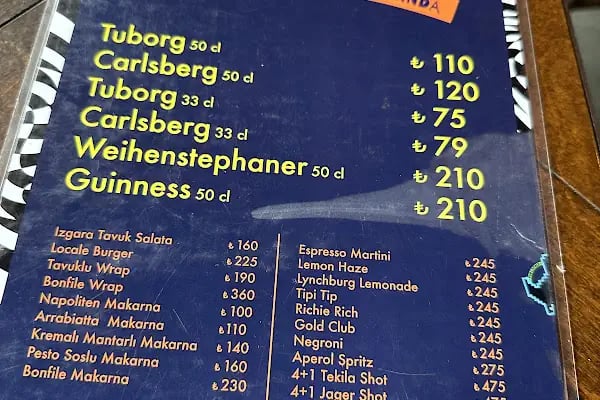 Tuborg 50 cl ₺ 110
Carlsberg 50 cl ₺ 120
Tuborg 33 cl ₺ 75
Carlsberg 33 cl ₺ 79
Weihenstephaner 50 cl ₺ 210
Guinness 50 cl ₺ 210
Izgara Tavuk Salata ₺ 160
Locale Burger ₺ 225
Tavuklu Wrap ₺ 190
Bonfile Wrap ₺ 360
Napoliten Makarna ₺ 100
Arrabiatta Makarna ₺ 110
Kremalı Mantarlı Makarna ₺ 140
Pesto Soslu Makarna ₺ 160
Bonfile Makarna ₺ 230
Espresso Martini ₺ 245
Lemon Haze ₺ 245
Lynchburg Lemonade ₺ 245
Tipi Tip ₺ 245
Richie Rich ₺ 245
Gold Club ₺ 245
Negroni ₺ 245
Aperol Spritz ₺ 275
4+1 Tekila Shot ₺ 475
4+1 Jager Shot ₺ 475